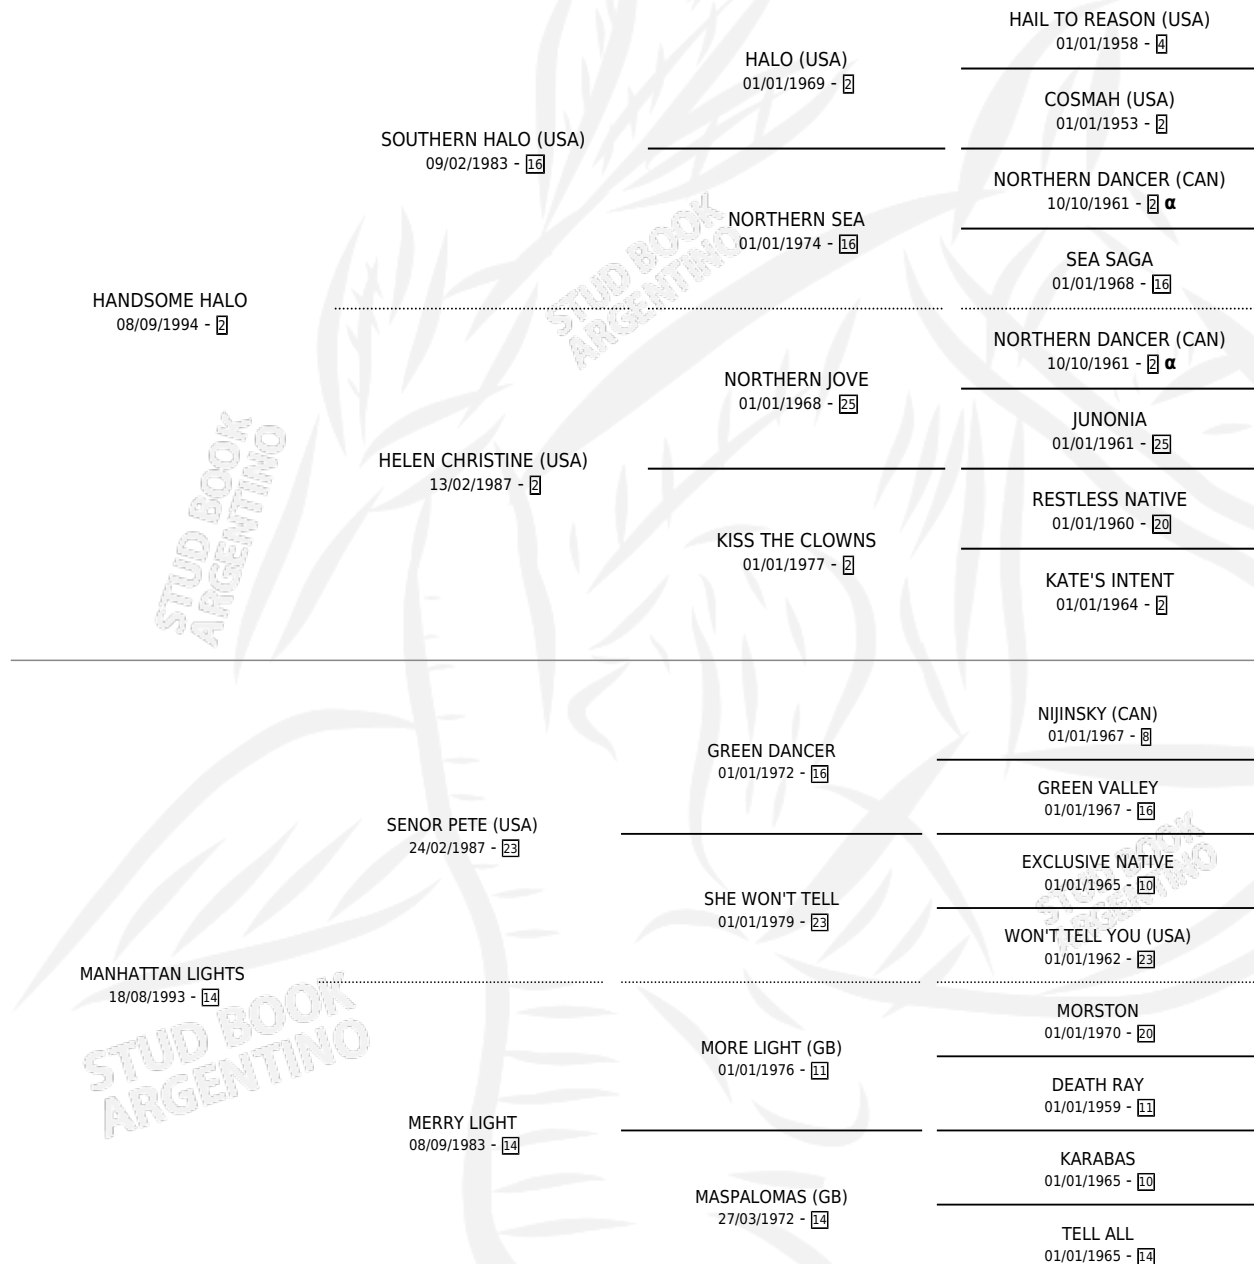 HAIL TO REASON (USA)
01/01/1958 - 4
HALO (USA)
01/01/1969 - 2
COSMAH (USA)
01/01/1953 - 2
SOUTHERN HALO (USA)
09/02/1983 - 16
NORTHERN DANCER (CAN)
10/10/1961 - 2 α
NORTHERN SEA
01/01/1974 - 16
SEA SAGA
01/01/1968 - 16
HANDSOME HALO
08/09/1994 - 2
NORTHERN DANCER (CAN)
10/10/1961 - 2 α
NORTHERN JOVE
01/01/1968 - 25
JUNONIA
01/01/1961 - 25
HELEN CHRISTINE (USA)
13/02/1987 - 2
RESTLESS NATIVE
01/01/1960 - 20
KISS THE CLOWNS
01/01/1977 - 2
KATE'S INTENT
01/01/1964 - 2
STUD BOOK
ARGENTINO
STUD BOOK
ARGENTINO
NIJINSKY (CAN)
01/01/1967 - 8
GREEN DANCER
01/01/1972 - 16
GREEN VALLEY
01/01/1967 - 16
SENOR PETE (USA)
24/02/1987 - 23
EXCLUSIVE NATIVE
01/01/1965 - 10
SHE WON'T TELL
01/01/1979 - 23
WON'T TELL YOU (USA)
01/01/1962 - 23
MANHATTAN LIGHTS
18/08/1993 - 14
MORSTON
01/01/1970 - 20
MORE LIGHT (GB)
01/01/1976 - 11
DEATH RAY
01/01/1959 - 11
MERRY LIGHT
08/09/1983 - 14
KARABAS
01/01/1965 - 10
MASPALOMAS (GB)
27/03/1972 - 14
TELL ALL
01/01/1965 - 14
STUD BOOK
ARGENTINO
STUD BOOK
ARGENTINO